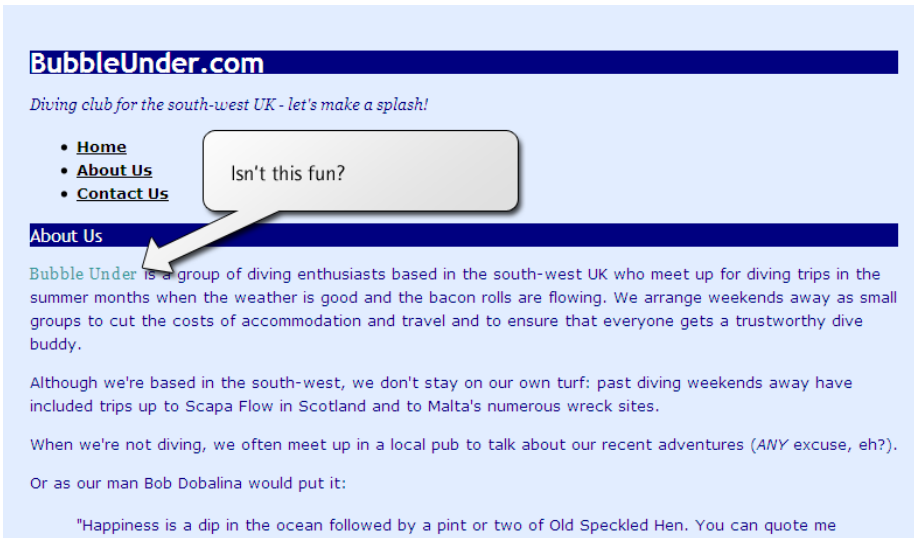 BubbleUnder.com
Diving club for the south-west UK - let's make a splash!
• Home
• About Us
• Contact Us
Isn't this fun?
About Us
Bubble Under is a group of diving enthusiasts based in the south-west UK who meet up for diving trips in the
summer months when the weather is good and the bacon rolls are flowing. We arrange weekends away as small
groups to cut the costs of accommodation and travel and to ensure that everyone gets a trustworthy dive
buddy.
Although we're based in the south-west, we don't stay on our own turf: past diving weekends away have
included trips up to Scapa Flow in Scotland and to Malta's numerous wreck sites.
When we're not diving, we often meet up in a local pub to talk about our recent adventures (ANY excuse, eh?).
Or as our man Bob Dobalina would put it:
"Happiness is a dip in the ocean followed by a pint or two of Old Speckled Hen. You can quote me